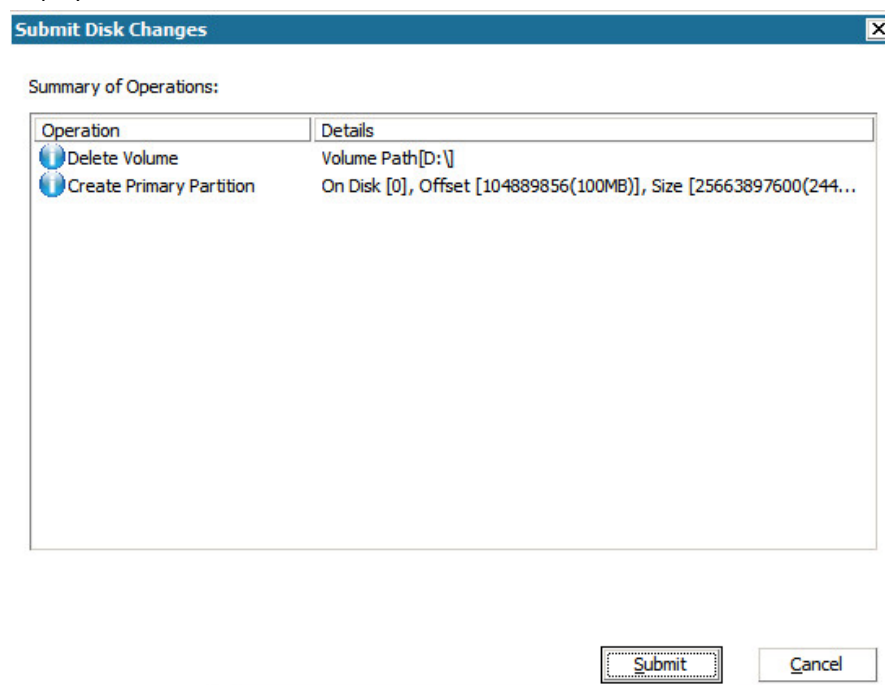 Submit Disk Changes
Summary of Operations:
Operation Details
Delete Volume Volume Path[D:\]
Create Primary Partition On Disk [0], Offset [104889856(100MB)], Size [25663897600(244...
Submit Cancel